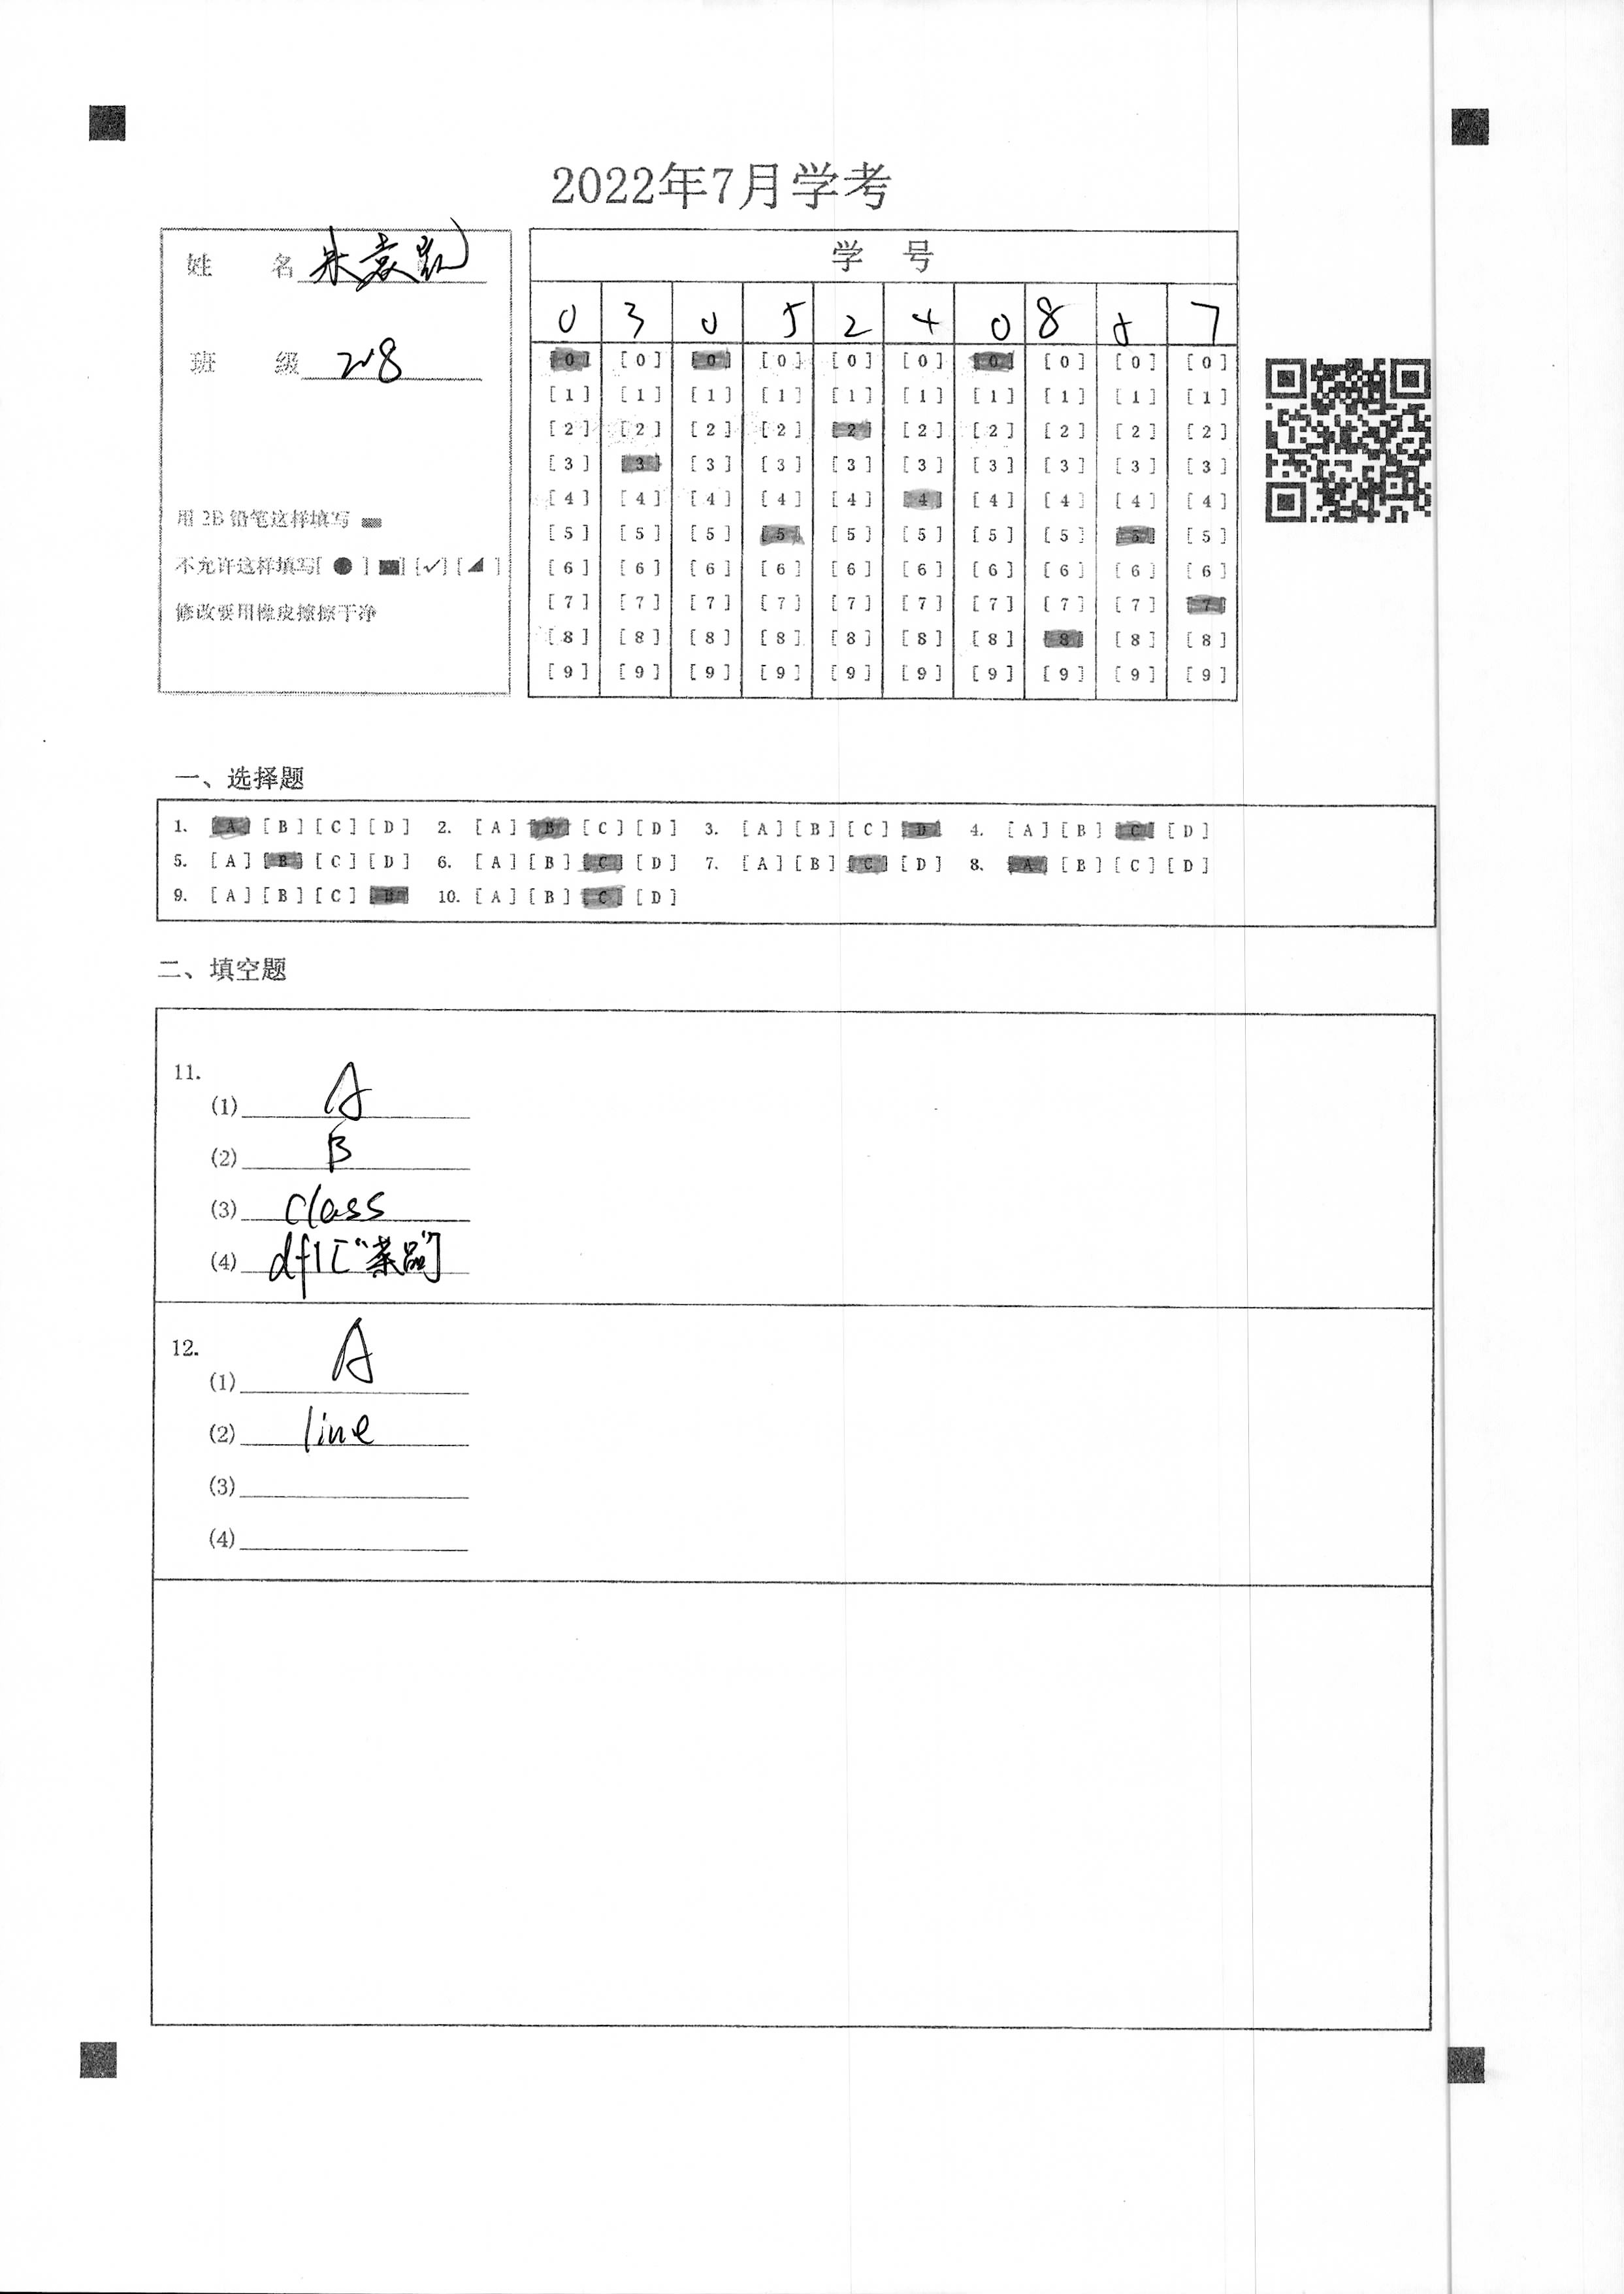 2022年7月学考
姓 名 朱袁凯
班 级 208
用 2B 铅笔这样填写
不允许这样填写[ ● ] [✓] [ ]
修改要用橡皮擦擦干净
学 号
0 3 0 5 2 4 0 8 5 7
[0] [0] [0] [0] [0] [0] [0] [0] [0] [0]
[1] [1] [1] [1] [1] [1] [1] [1] [1] [1]
[2] [2] [2] [2] [2] [2] [2] [2] [2] [2]
[3] [3] [3] [3] [3] [3] [3] [3] [3] [3]
[4] [4] [4] [4] [4] [4] [4] [4] [4] [4]
[5] [5] [5] [5] [5] [5] [5] [5] [5] [5]
[6] [6] [6] [6] [6] [6] [6] [6] [6] [6]
[7] [7] [7] [7] [7] [7] [7] [7] [7] [7]
[8] [8] [8] [8] [8] [8] [8] [8] [8] [8]
[9] [9] [9] [9] [9] [9] [9] [9] [9] [9]
一、选择题
1. [A] [B] [C] [D] 2. [A] [B] [C] [D] 3. [A] [B] [C] [D] 4. [A] [B] [C] [D]
5. [A] [B] [C] [D] 6. [A] [B] [C] [D] 7. [A] [B] [C] [D] 8. [A] [B] [C] [D]
9. [A] [B] [C] [D] 10. [A] [B] [C] [D]
二、填空题
11.
(1) A
(2) B
(3) class
(4) df1["菜品"]
12.
(1) A
(2) line
(3)
(4)